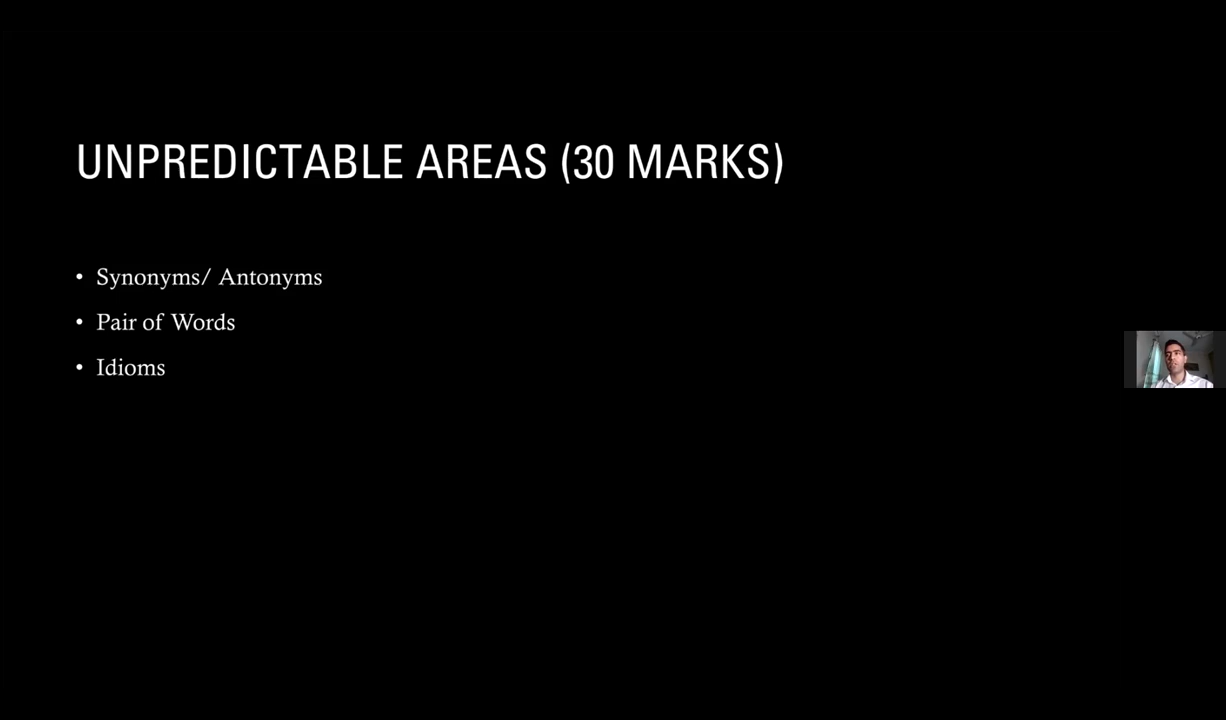 UNPREDICTABLE AREAS (30 MARKS)
• Synonyms/ Antonyms
• Pair of Words
• Idioms